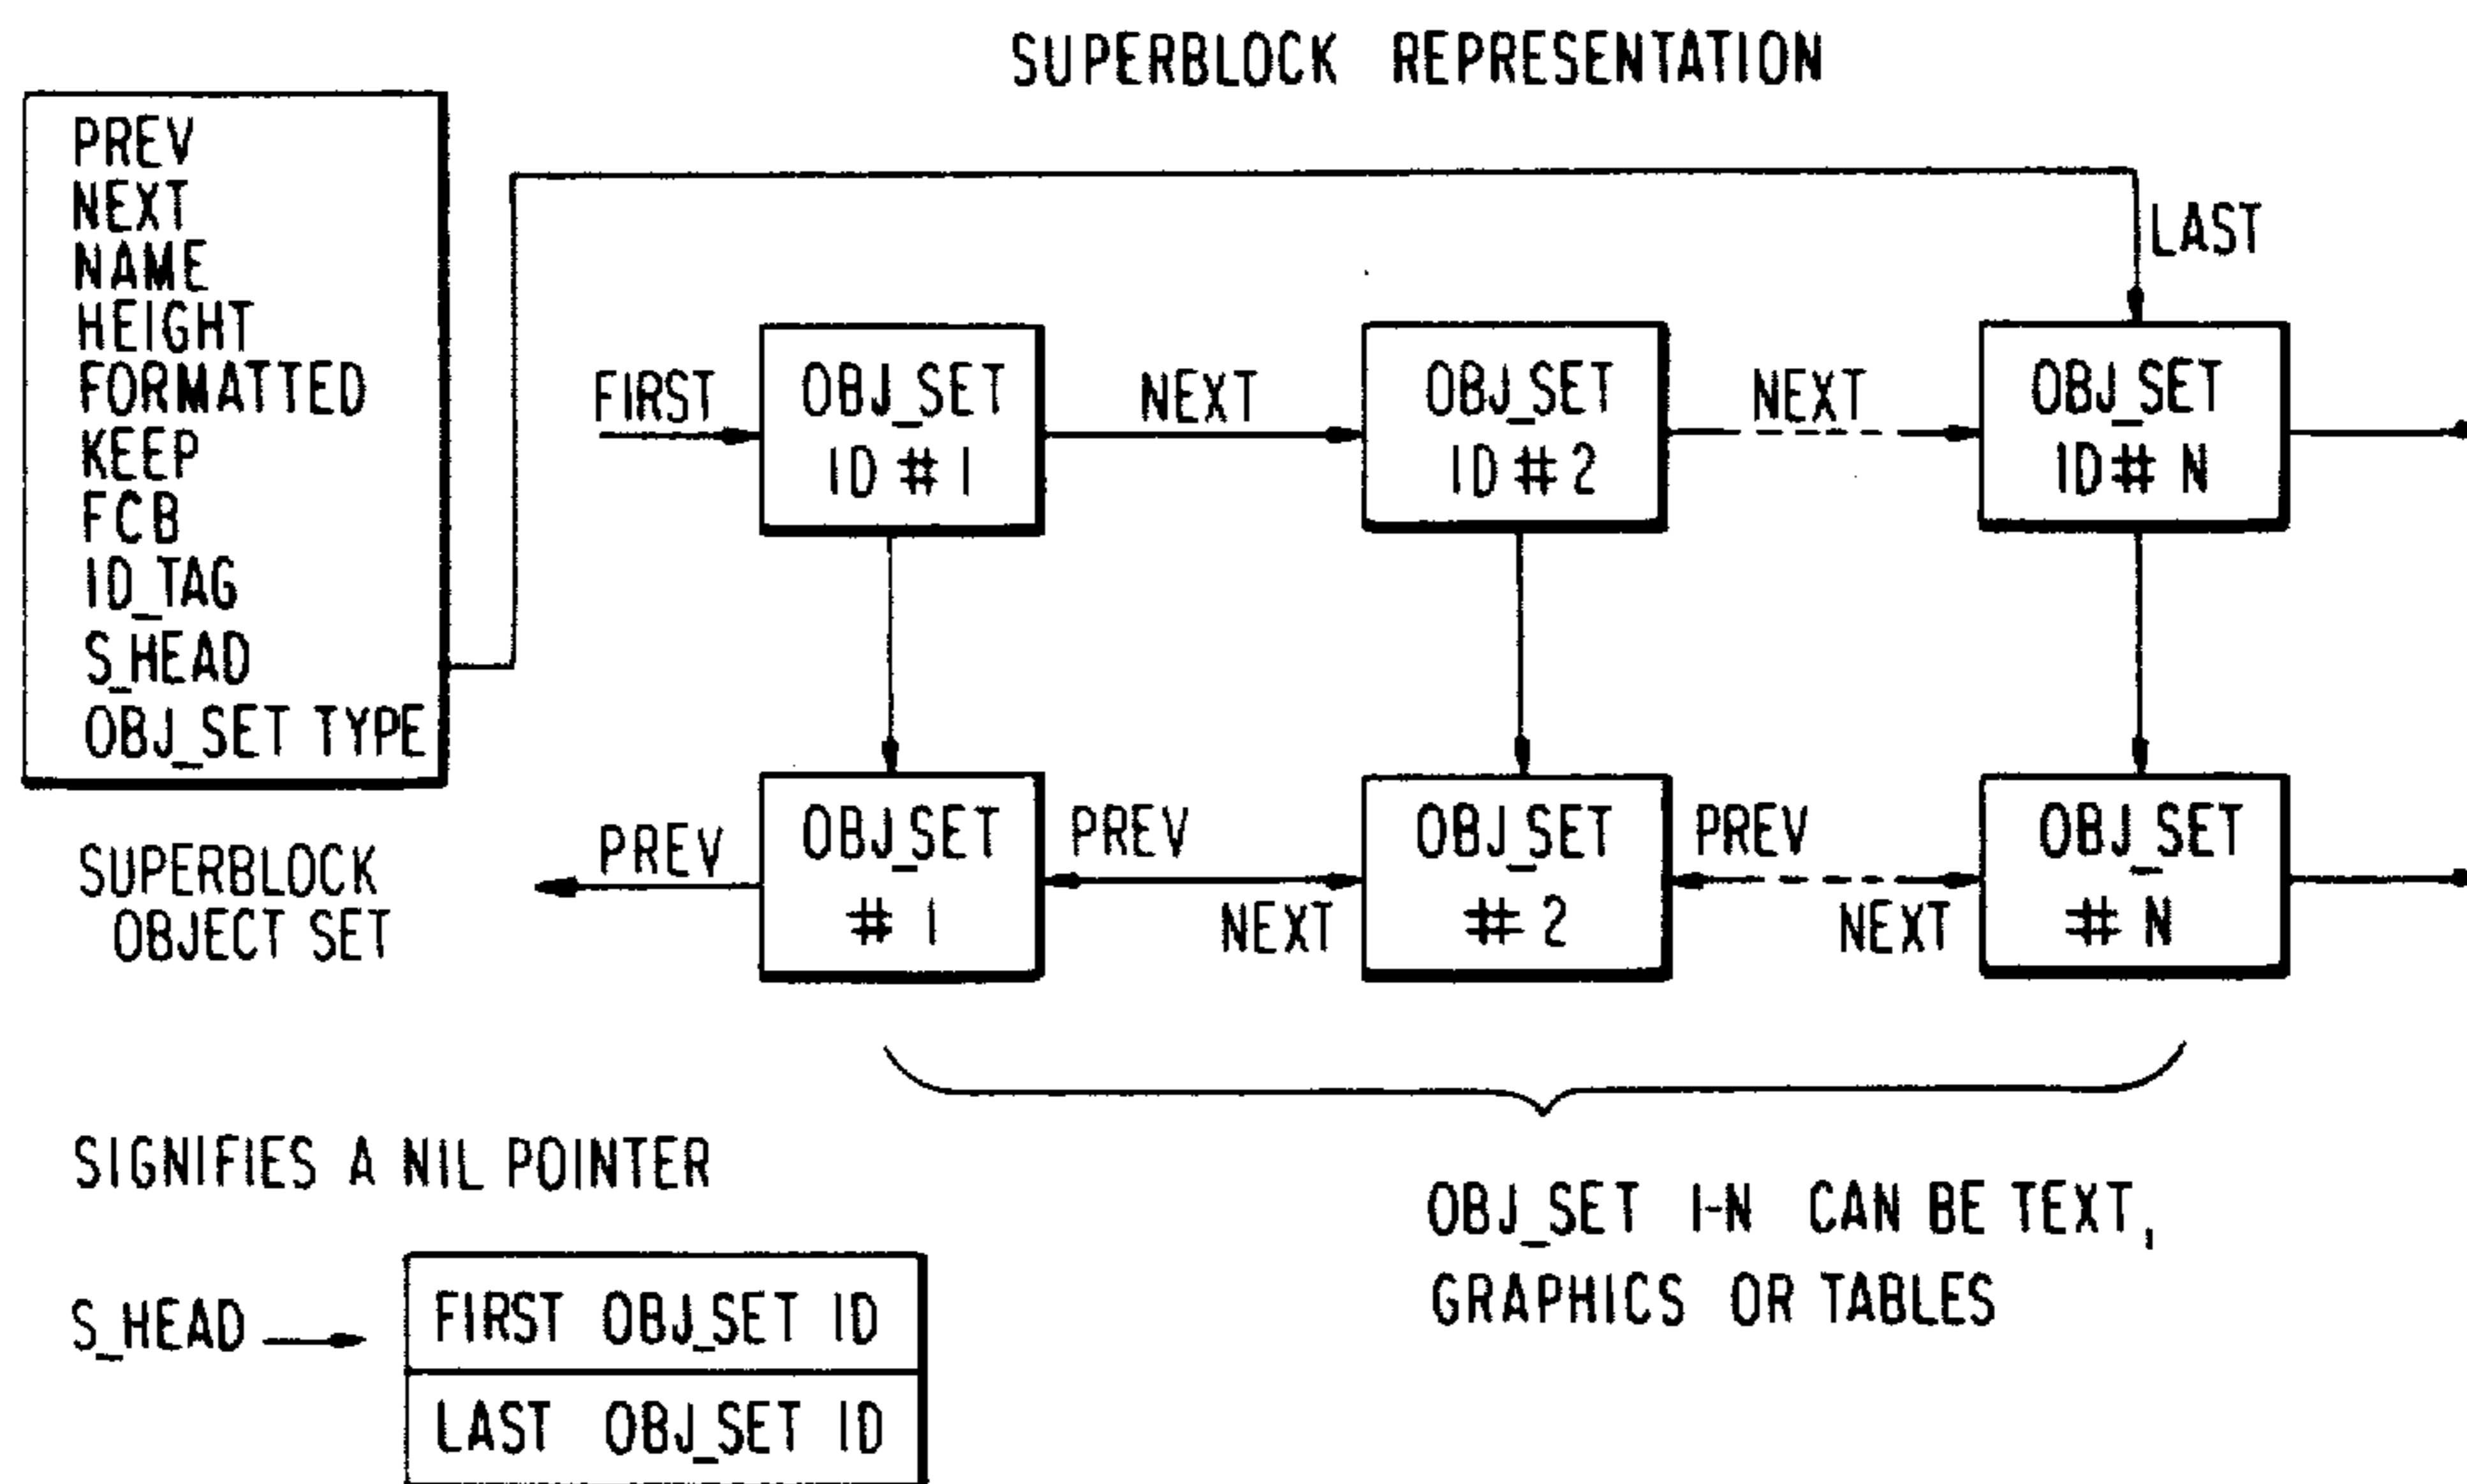 SUPERBLOCK REPRESENTATION
PREV
NEXT
NAME
HEIGHT
FORMATTED
KEEP
FCB
ID_TAG
S_HEAD
OBJ_SET TYPE
SUPERBLOCK
OBJECT SET
LAST
FIRST
OBJ_SET
ID # 1
NEXT
OBJ_SET
ID # 2
NEXT
OBJ_SET
ID # N
PREV
OBJ_SET
# 1
PREV
NEXT
OBJ_SET
# 2
PREV
NEXT
OBJ_SET
# N
SIGNIFIES A NIL POINTER
OBJ_SET 1-N CAN BE TEXT,
GRAPHICS OR TABLES
S_HEAD
FIRST OBJ_SET ID
LAST OBJ_SET ID